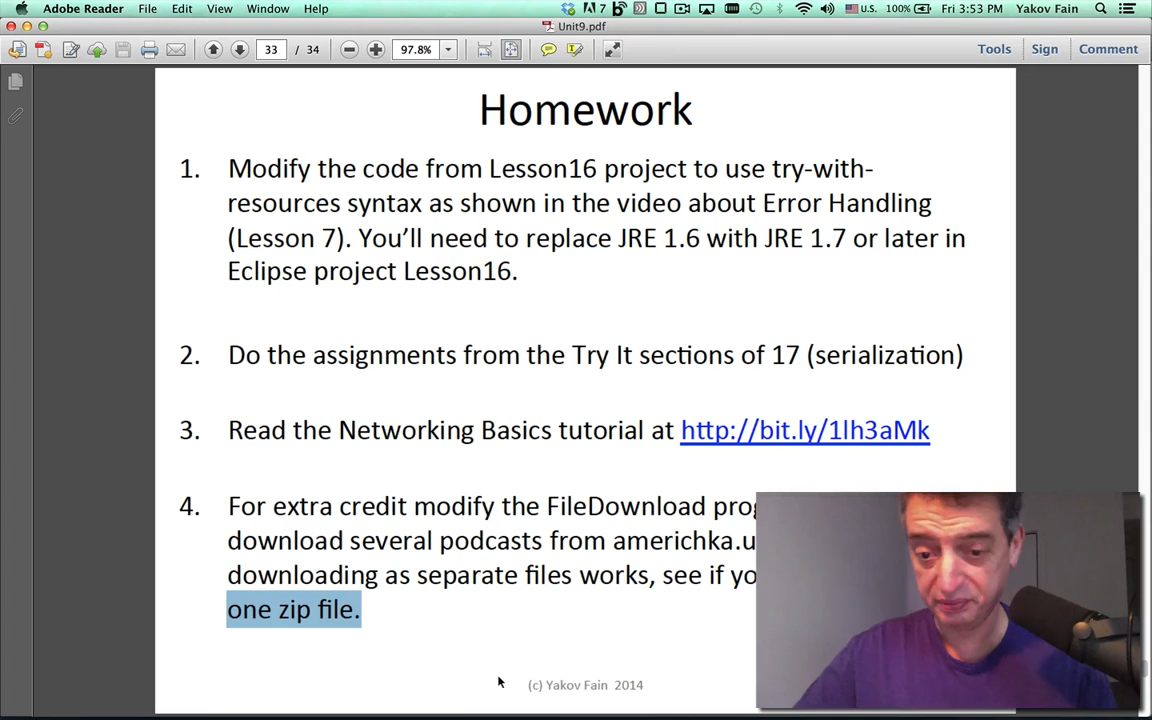 Adobe Reader File Edit View Window Help 7 U.S. 100% Fri 3:53 PM Yakov Fain
Unit9.pdf
33 / 34 97.8% Tools Sign Comment
Homework
1. Modify the code from Lesson16 project to use try-with-
resources syntax as shown in the video about Error Handling
(Lesson 7). You'll need to replace JRE 1.6 with JRE 1.7 or later in
Eclipse project Lesson16.
2. Do the assignments from the Try It sections of 17 (serialization)
3. Read the Networking Basics tutorial at http://bit.ly/1lh3aMk
4. For extra credit modify the FileDownload
download several podcasts from americhka.u
downloading as separate files works, see if
one zip file.
(c) Yakov Fain 2014